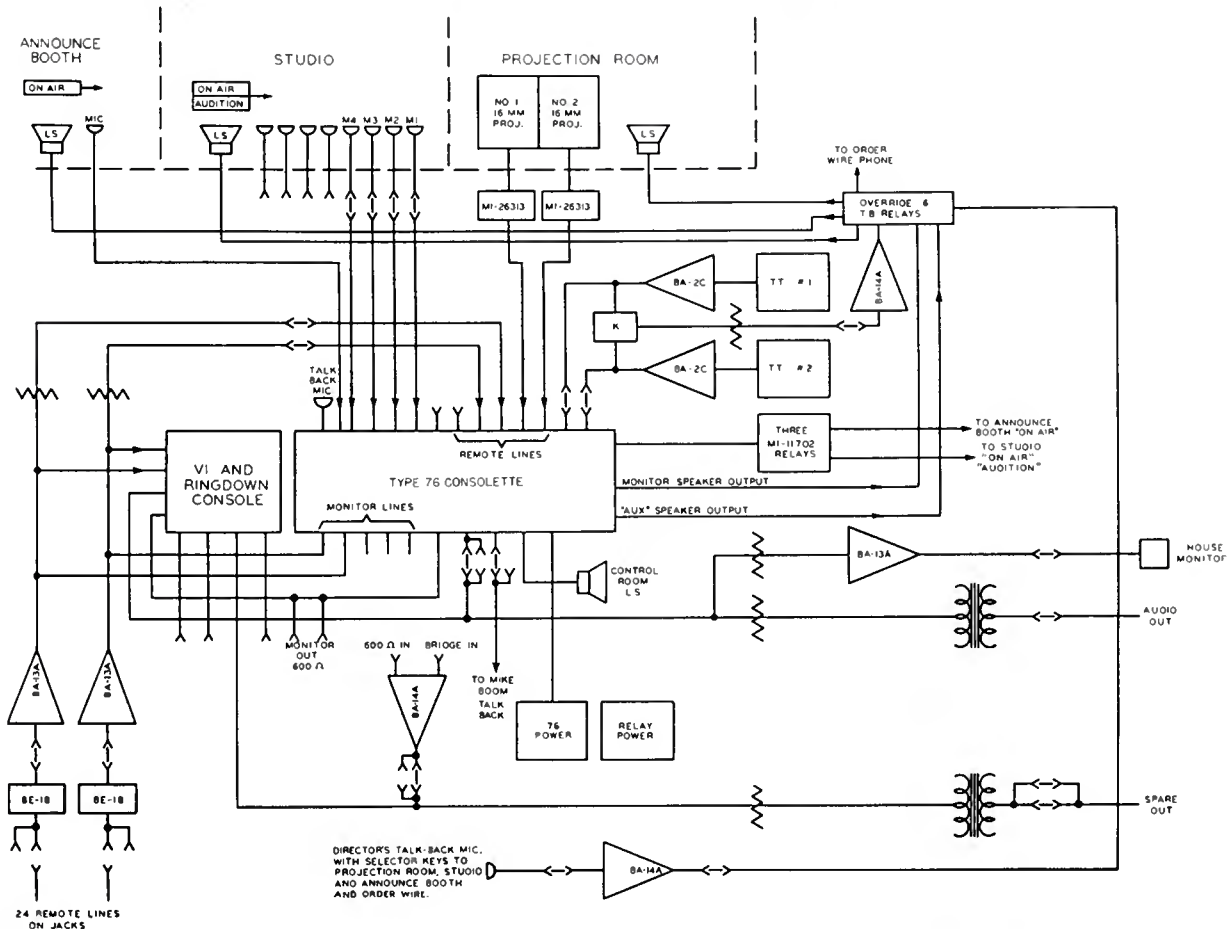 ANNOUNCE
BOOTH
ON AIR
LS
MIC
STUDIO
ON AIR
AUDITION
LS
M4 M3 M2 M1
PROJECTION ROOM
NO. 1
16 MM
PROJ.
NO. 2
16 MM
PROJ.
LS
MI-26313
MI-26313
TO ORDER
WIRE PHONE
OVERRIDE &
TB RELAYS
BA-14A
BA-2C
TT #1
K
BA-2C
TT #2
TALK
BACK
MIC
VI AND
RINGDOWN
CONSOLE
REMOTE LINES
TYPE 76 CONSOLETTE
MONITOR LINES
THREE
MI-11702
RELAYS
TO ANNOUNCE
BOOTH "ON AIR"
TO STUDIO
"ON AIR"
"AUDITION"
MONITOR SPEAKER OUTPUT
"AUX" SPEAKER OUTPUT
BA-13A
HOUSE
MONITOR
CONTROL
ROOM
LS
AUDIO
OUT
MONITOR
OUT
600 Ω
600 Ω IN
BRIDGE IN
BA-14A
TO MIKE
BOOM
TALK
BACK
76
POWER
RELAY
POWER
BA-13A
BA-13A
BE-1B
BE-1B
SPARE
OUT
DIRECTOR'S TALK-BACK MIC,
WITH SELECTOR KEYS TO
PROJECTION ROOM, STUDIO
AND ANNOUNCE BOOTH
AND ORDER WIRE.
BA-14A
24 REMOTE LINES
ON JACKS